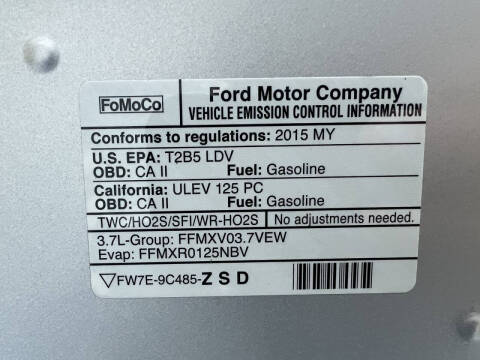 FoMoCo
Ford Motor Company
VEHICLE EMISSION CONTROL INFORMATION
Conforms to regulations: 2015 MY
U.S. EPA: T2B5 LDV
OBD: CA II Fuel: Gasoline
California: ULEV 125 PC
OBD: CA II Fuel: Gasoline
TWC/HO2S/SFI/WR-HO2S No adjustments needed.
3.7L-Group: FFMXV03.7VEW
Evap: FFMXR0125NBV
FW7E-9C485-ZSD